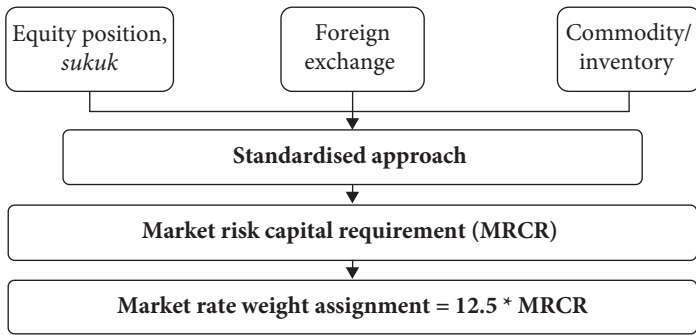 Equity position,
sukuk
Foreign
exchange
Commodity/
inventory
Standardised approach
Market risk capital requirement (MRCR)
Market rate weight assignment = 12.5 * MRCR